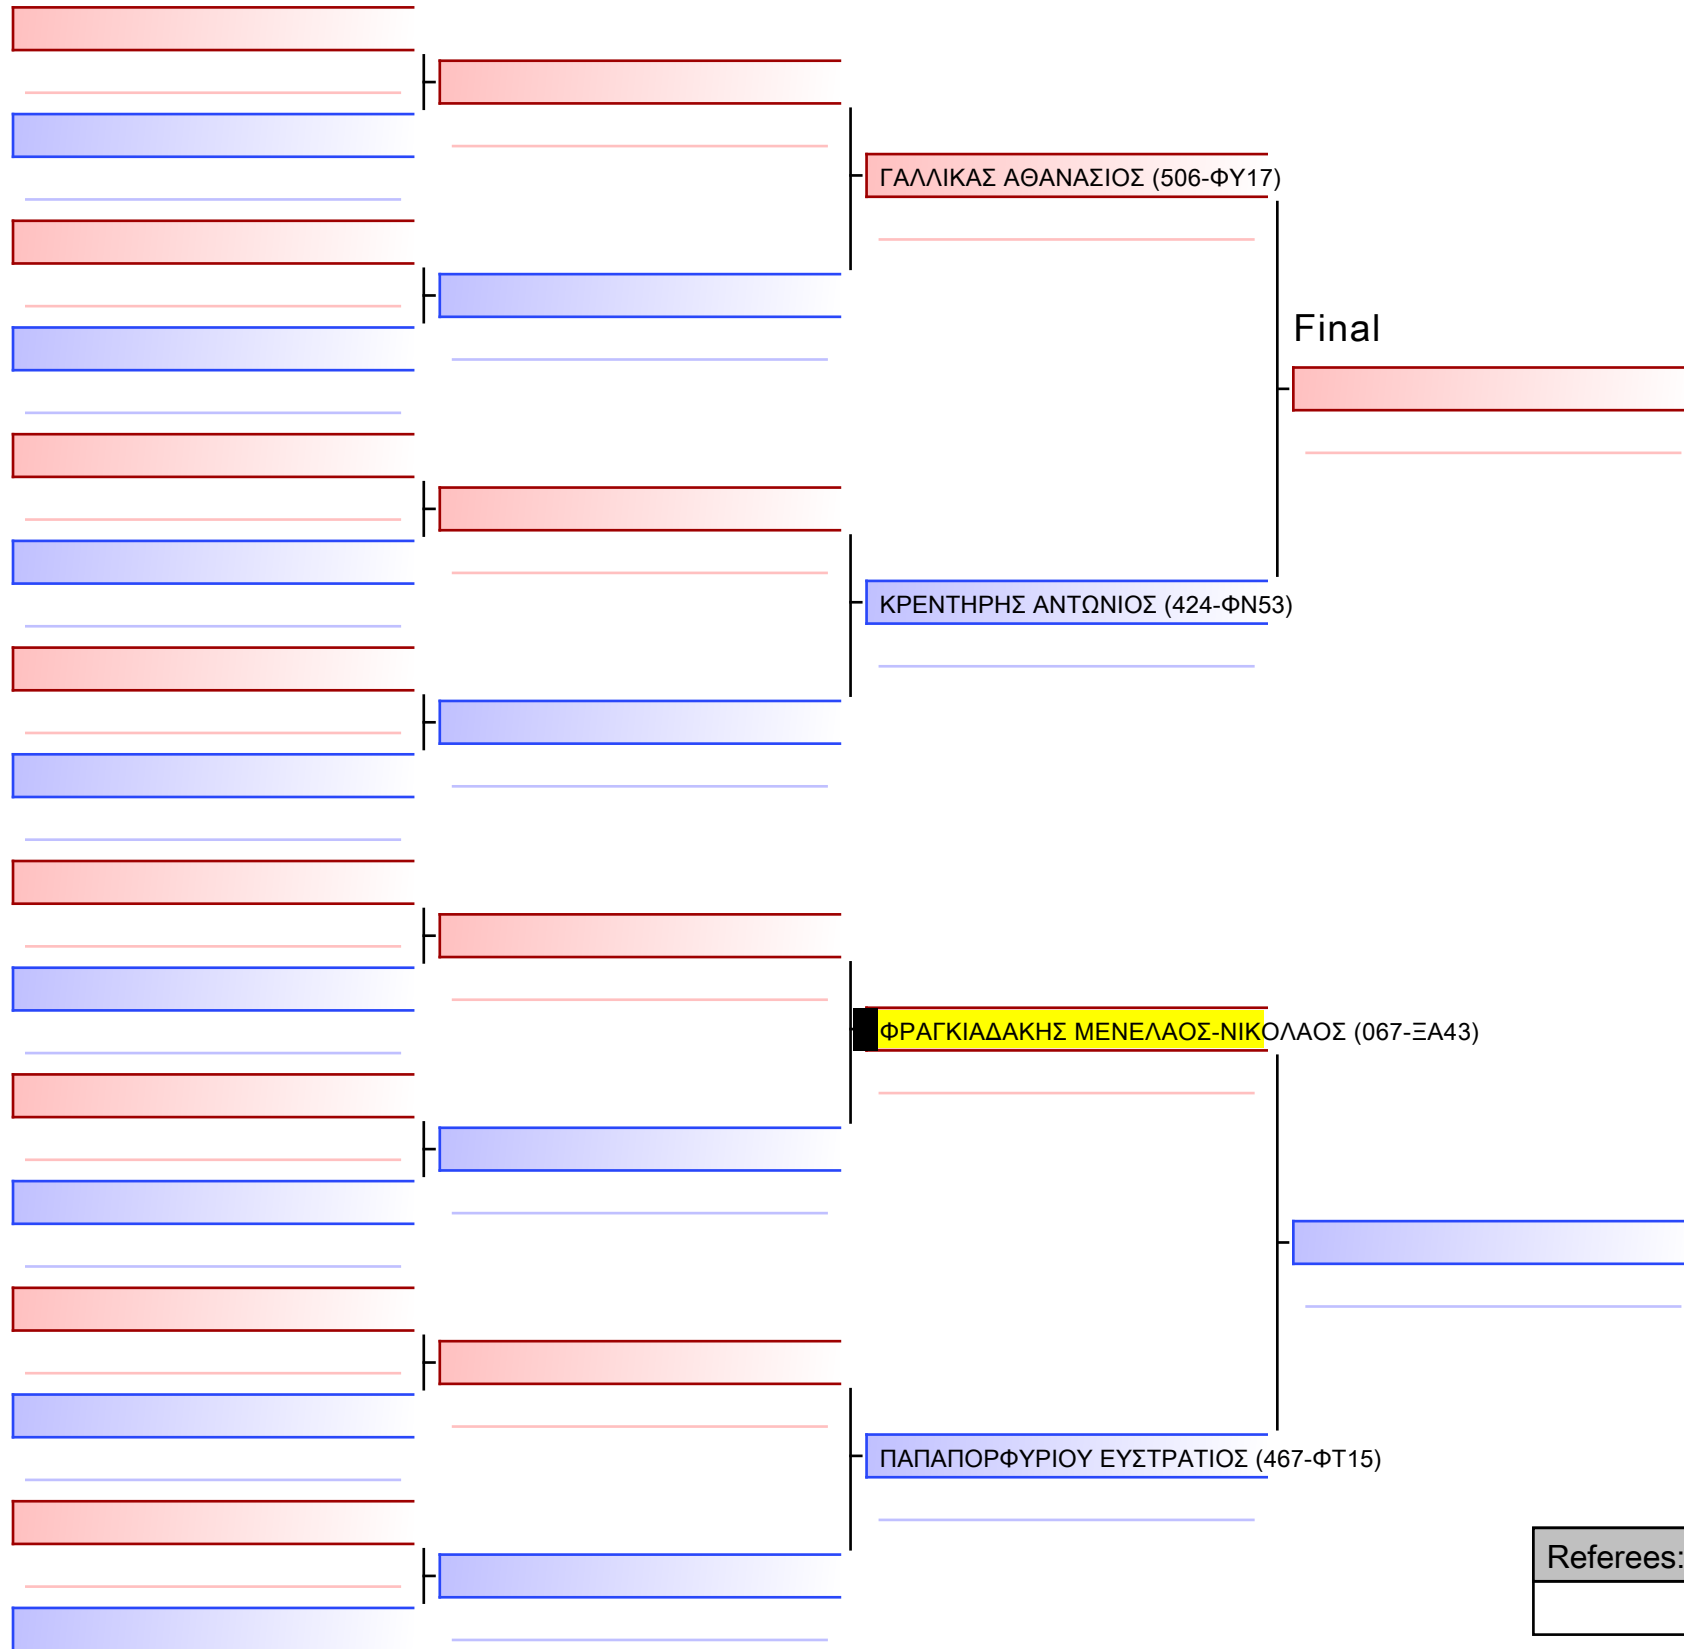 ΓΑΛΛΙΚΑΣ ΑΘΑΝΑΣΙΟΣ (506-ΦΥ17)
Final
ΚΡΕΝΤΗΡΗΣ ΑΝΤΩΝΙΟΣ (424-ΦΝ53)
ΦΡΑΓΚΙΑΔΑΚΗΣ ΜΕΝΕΛΑΟΣ-ΝΙΚΟΛΑΟΣ (067-ΞΑ43)
ΠΑΠΑΠΟΡΦΥΡΙΟΥ ΕΥΣΤΡΑΤΙΟΣ (467-ΦΤ15)
Referees: